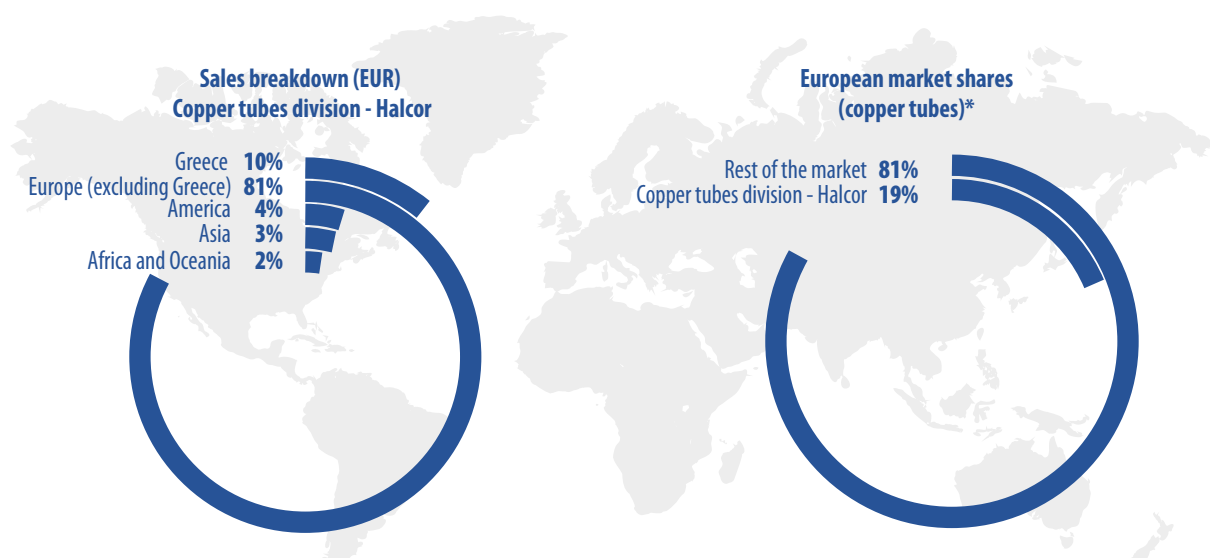 Sales breakdown (EUR)
Copper tubes division - Halcor
Greece 10%
Europe (excluding Greece) 81%
America 4%
Asia 3%
Africa and Oceania 2%
European market shares
(copper tubes)*
Rest of the market 81%
Copper tubes division - Halcor 19%